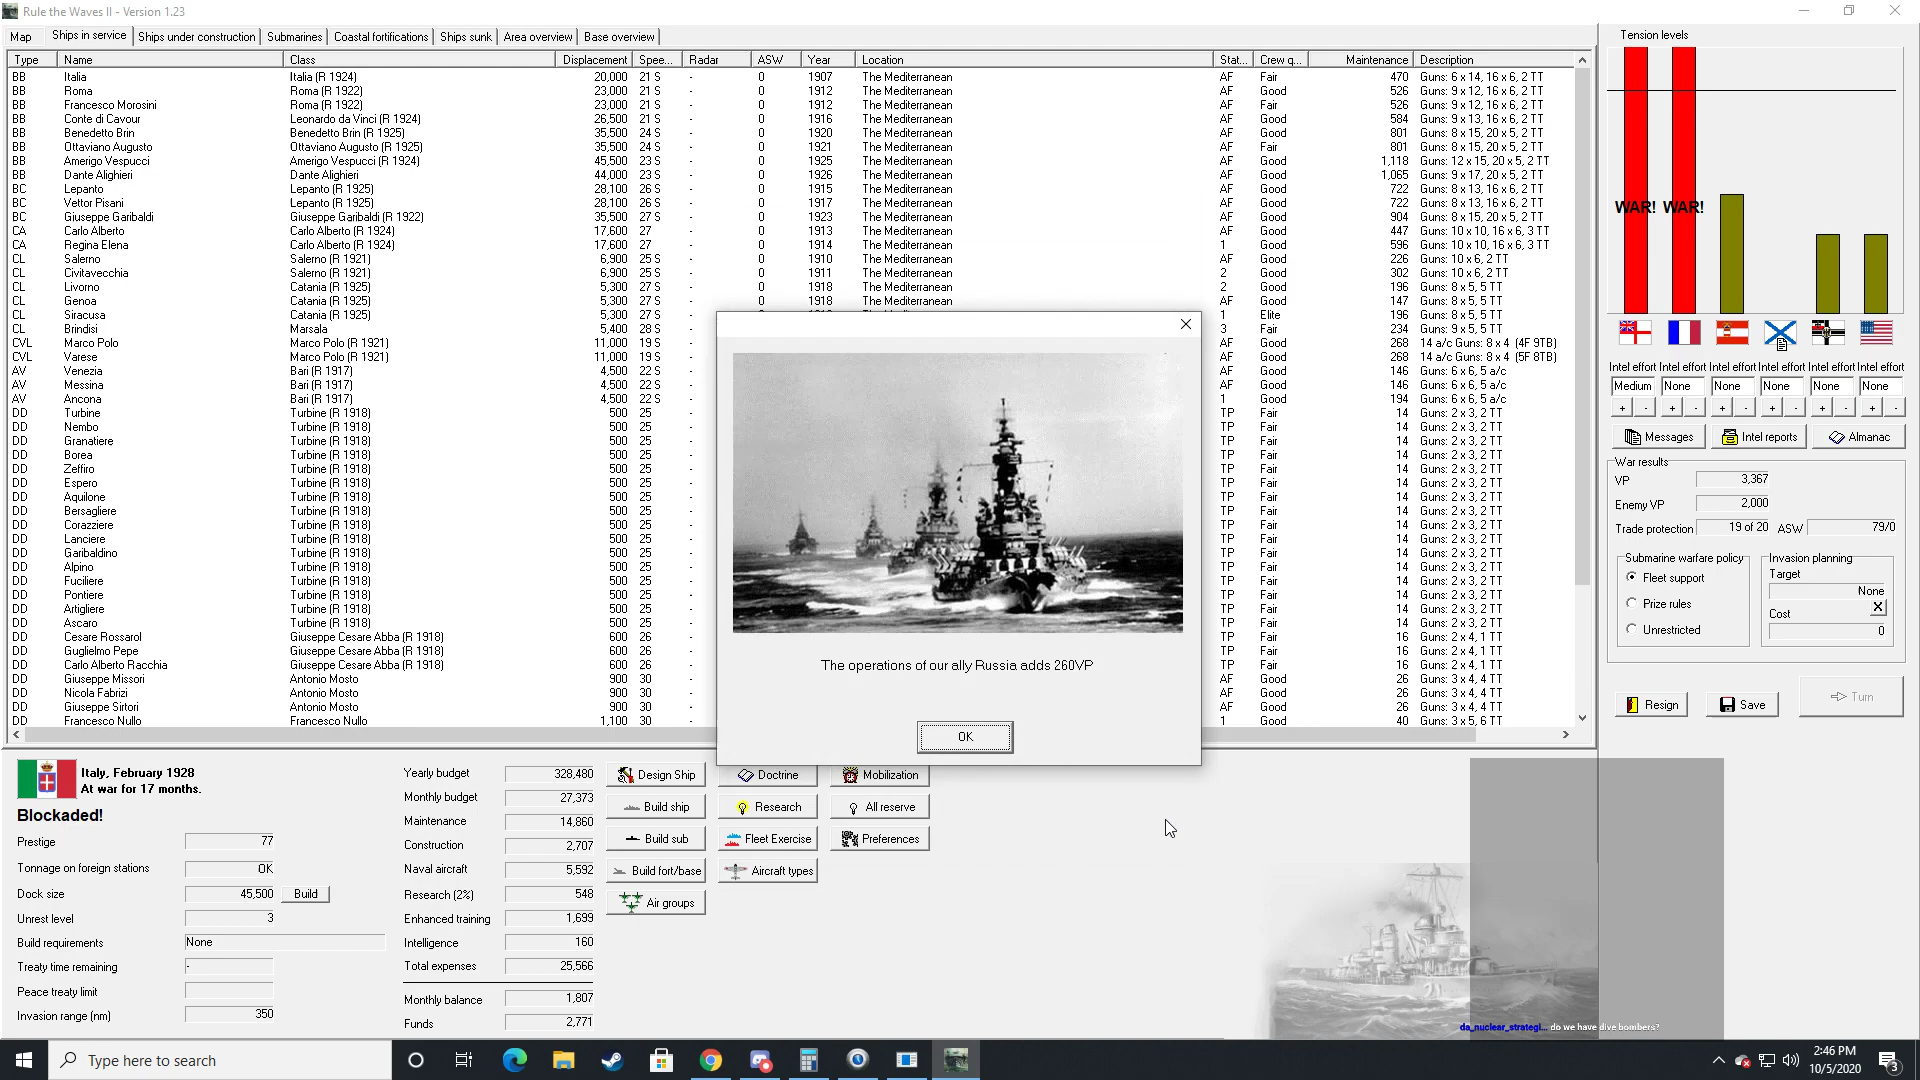 Rule the Waves II - Version 1.23
Map Ships in service Ships under construction Submarines Coastal fortifications Ships sunk Area overview Base overview
Type Name Class Displacement Spee... Radar ASW Year Location Stat... Crew q... Maintenance Description
BB Italia Italia (R 1924) 20,000 21 S - 0 1907 The Mediterranean AF Fair 470 Guns: 6 x 14, 16 x 6, 2 TT
BB Roma Roma (R 1922) 23,000 21 S - 0 1912 The Mediterranean AF Good 526 Guns: 9 x 12, 16 x 6, 2 TT
BB Francesco Morosini Roma (R 1922) 23,000 21 S - 0 1912 The Mediterranean AF Fair 526 Guns: 9 x 12, 16 x 6, 2 TT
BB Conte di Cavour Leonardo da Vinci (R 1924) 26,500 21 S - 0 1916 The Mediterranean AF Good 584 Guns: 9 x 13, 16 x 6, 2 TT
BB Benedetto Brin Benedetto Brin (R 1925) 35,500 24 S - 0 1920 The Mediterranean AF Good 801 Guns: 8 x 15, 20 x 5, 2 TT
BB Ottaviano Augusto Ottaviano Augusto (R 1925) 35,500 24 S - 0 1921 The Mediterranean AF Fair 801 Guns: 8 x 15, 20 x 5, 2 TT
BB Amerigo Vespucci Amerigo Vespucci (R 1924) 45,500 23 S - 0 1925 The Mediterranean AF Good 1,118 Guns: 12 x 15, 20 x 5, 2 TT
BB Dante Alighieri Dante Alighieri 44,000 23 S - 0 1926 The Mediterranean AF Good 1,065 Guns: 9 x 17, 20 x 5, 2 TT
BC Lepanto Lepanto (R 1925) 28,100 26 S - 0 1915 The Mediterranean AF Good 722 Guns: 8 x 13, 16 x 6, 2 TT
BC Vettor Pisani Lepanto (R 1925) 28,100 26 S - 0 1917 The Mediterranean AF Good 722 Guns: 8 x 13, 16 x 6, 2 TT
BC Giuseppe Garibaldi Giuseppe Garibaldi (R 1922) 35,500 27 S - 0 1923 The Mediterranean AF Good 904 Guns: 8 x 15, 20 x 5, 2 TT
CA Carlo Alberto Carlo Alberto (R 1924) 17,600 27 - 0 1913 The Mediterranean AF Good 447 Guns: 10 x 10, 16 x 6, 3 TT
CA Regina Elena Carlo Alberto (R 1924) 17,600 27 - 0 1914 The Mediterranean 1 Good 596 Guns: 10 x 10, 16 x 6, 3 TT
CL Salerno Salerno (R 1921) 6,900 25 S - 0 1910 The Mediterranean AF Good 226 Guns: 10 x 6, 2 TT
CL Civitavecchia Salerno (R 1921) 6,900 25 S - 0 1911 The Mediterranean 2 Good 302 Guns: 10 x 6, 2 TT
CL Livorno Catania (R 1925) 5,300 27 S - 0 1918 The Mediterranean 2 Good 196 Guns: 8 x 5, 5 TT
CL Genoa Catania (R 1925) 5,300 27 S - 0 1918 The Mediterranean AF Good 147 Guns: 8 x 5, 5 TT
CL Siracusa Catania (R 1925) 5,300 27 S 1 Elite 196 Guns: 8 x 5, 5 TT
CL Brindisi Marsala 5,400 28 S 3 Fair 234 Guns: 9 x 5, 5 TT
CVL Marco Polo Marco Polo (R 1921) 11,000 19 S AF Good 268 14 a/c Guns: 8 x 4 (4F 9TB)
CVL Varese Marco Polo (R 1921) 11,000 19 S AF Good 268 14 a/c Guns: 8 x 4 (5F 8TB)
AV Venezia Bari (R 1917) 4,500 22 S AF Good 146 Guns: 6 x 6, 5 a/c
AV Messina Bari (R 1917) 4,500 22 S AF Good 146 Guns: 6 x 6, 5 a/c
AV Ancona Bari (R 1917) 4,500 22 S 1 Good 194 Guns: 6 x 6, 5 a/c
DD Turbine Turbine (R 1918) 500 25 - TP Fair 14 Guns: 2 x 3, 2 TT
DD Nembo Turbine (R 1918) 500 25 - TP Fair 14 Guns: 2 x 3, 2 TT
DD Granatiere Turbine (R 1918) 500 25 - TP Fair 14 Guns: 2 x 3, 2 TT
DD Borea Turbine (R 1918) 500 25 - TP Fair 14 Guns: 2 x 3, 2 TT
DD Zeffiro Turbine (R 1918) 500 25 - TP Fair 14 Guns: 2 x 3, 2 TT
DD Espero Turbine (R 1918) 500 25 - TP Fair 14 Guns: 2 x 3, 2 TT
DD Aquilone Turbine (R 1918) 500 25 - TP Fair 14 Guns: 2 x 3, 2 TT
DD Bersagliere Turbine (R 1918) 500 25 - TP Fair 14 Guns: 2 x 3, 2 TT
DD Corazziere Turbine (R 1918) 500 25 - TP Fair 14 Guns: 2 x 3, 2 TT
DD Lanciere Turbine (R 1918) 500 25 - TP Fair 14 Guns: 2 x 3, 2 TT
DD Garibaldino Turbine (R 1918) 500 25 - TP Fair 14 Guns: 2 x 3, 2 TT
DD Alpino Turbine (R 1918) 500 25 - TP Fair 14 Guns: 2 x 3, 2 TT
DD Fuciliere Turbine (R 1918) 500 25 - TP Fair 14 Guns: 2 x 3, 2 TT
DD Pontiere Turbine (R 1918) 500 25 - TP Fair 14 Guns: 2 x 3, 2 TT
DD Artigliere Turbine (R 1918) 500 25 - TP Fair 14 Guns: 2 x 3, 2 TT
DD Ascaro Turbine (R 1918) 500 25 - TP Fair 14 Guns: 2 x 3, 2 TT
DD Cesare Rossarol Giuseppe Cesare Abba (R 1918) 600 26 - TP Fair 16 Guns: 2 x 4, 1 TT
DD Guglielmo Pepe Giuseppe Cesare Abba (R 1918) 600 26 - TP Fair 16 Guns: 2 x 4, 1 TT
DD Carlo Alberto Racchia Giuseppe Cesare Abba (R 1918) 600 26 - TP Fair 16 Guns: 2 x 4, 1 TT
DD Giuseppe Missori Antonio Mosto 900 30 - AF Good 26 Guns: 3 x 4, 4 TT
DD Nicola Fabrizi Antonio Mosto 900 30 - AF Good 26 Guns: 3 x 4, 4 TT
DD Giuseppe Sirtori Antonio Mosto 900 30 - AF Good 26 Guns: 3 x 4, 4 TT
DD Francesco Nullo Francesco Nullo 1,100 30 - 1 Good 40 Guns: 3 x 5, 6 TT
The operations of our ally Russia adds 260VP
OK
Tension levels
WAR! WAR!
Intel effort Intel effort Intel effort Intel effort Intel effort Intel effort
Medium None None None None None
+ - + - + - + - + - + -
Messages Intel reports Almanac
War results
VP 3,367
Enemy VP 2,000
Trade protection 19 of 20 ASW 79/0
Submarine warfare policy
Fleet support
Prize rules
Unrestricted
Invasion planning
Target
None
Cost X
0
Resign Save Turn
Italy, February 1928
At war for 17 months.
Blockaded!
Prestige 77
Tonnage on foreign stations OK
Dock size 45,500 Build
Unrest level 3
Build requirements None
Treaty time remaining -
Peace treaty limit
Invasion range (nm) 350
Yearly budget 328,480
Monthly budget 27,373
Maintenance 14,860
Construction 2,707
Naval aircraft 5,592
Research (2%) 548
Enhanced training 1,699
Intelligence 160
Total expenses 25,566
Monthly balance 1,807
Funds 2,771
Design Ship Doctrine Mobilization
Build ship Research All reserve
Build sub Fleet Exercise Preferences
Build fort/base Aircraft types
Air groups
da_nuclear_strategi... do we have dive bombers?
Type here to search
2:46 PM
10/5/2020
3